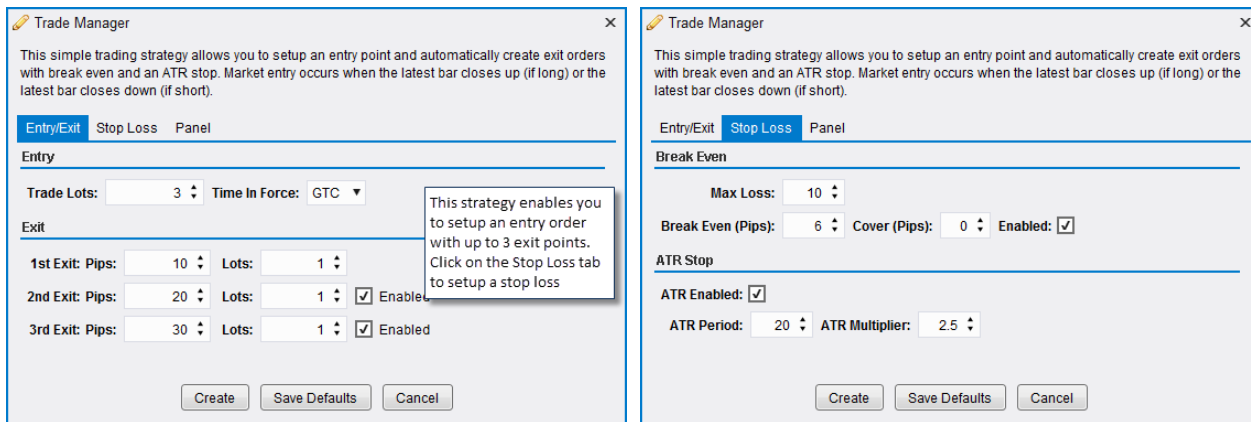 Trade Manager
This simple trading strategy allows you to setup an entry point and automatically create exit orders
with break even and an ATR stop. Market entry occurs when the latest bar closes up (if long) or the
latest bar closes down (if short).
Entry/Exit Stop Loss Panel
Entry
Trade Lots: 3 Time In Force: GTC
Exit
1st Exit: Pips: 10 Lots: 1
2nd Exit: Pips: 20 Lots: 1 Enabled
3rd Exit: Pips: 30 Lots: 1 Enabled
This strategy enables you
to setup an entry order
with up to 3 exit points.
Click on the Stop Loss tab
to setup a stop loss
Create Save Defaults Cancel
Trade Manager
This simple trading strategy allows you to setup an entry point and automatically create exit orders
with break even and an ATR stop. Market entry occurs when the latest bar closes up (if long) or the
latest bar closes down (if short).
Entry/Exit Stop Loss Panel
Break Even
Max Loss: 10
Break Even (Pips): 6 Cover (Pips): 0 Enabled:
ATR Stop
ATR Enabled:
ATR Period: 20 ATR Multiplier: 2.5
Create Save Defaults Cancel